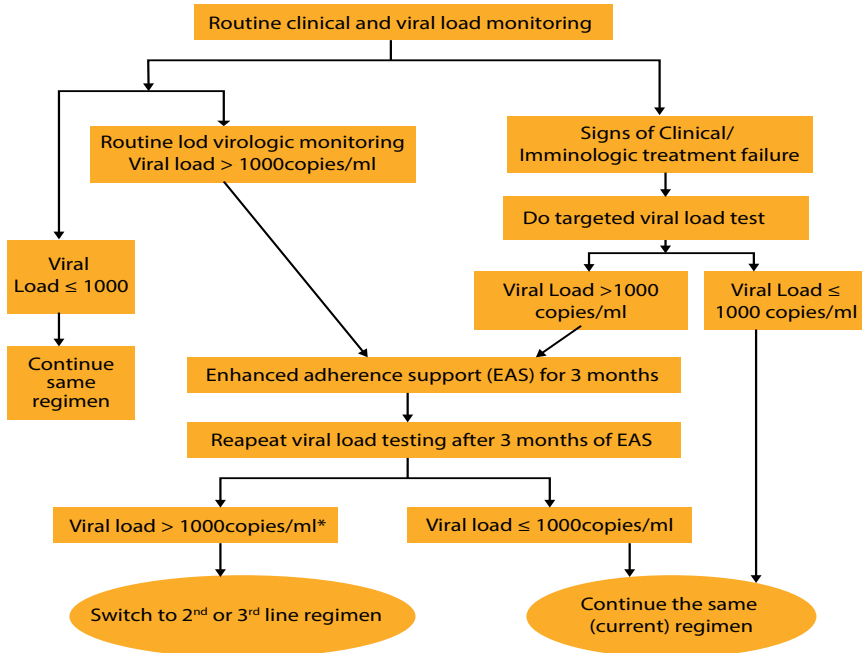 Routine clinical and viral load monitoring
Routine lod virologic monitoring
Viral load > 1000copies/ml
Signs of Clinical/
Imminologic treatment failure
Do targeted viral load test
Viral
Load ≤ 1000
Viral Load >1000
copies/ml
Viral Load ≤
1000 copies/ml
Continue
same
regimen
Enhanced adherence support (EAS) for 3 months
Reapeat viral load testing after 3 months of EAS
Viral load > 1000copies/ml*
Viral load ≤ 1000copies/ml
Switch to 2nd or 3rd line regimen
Continue the same
(current) regimen